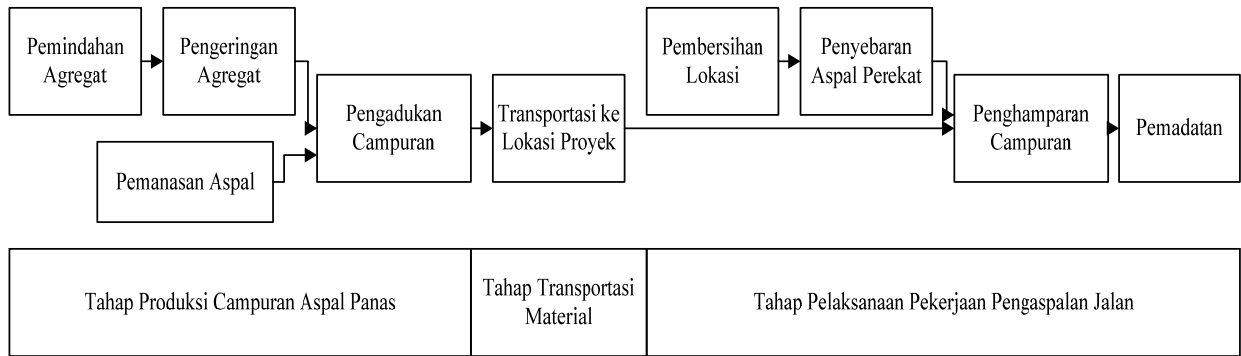 Pemindahan
Agregat
Pengeringan
Agregat
Pemanasan Aspal
Pengadukan
Campuran
Transportasi ke
Lokasi Proyek
Pembersihan
Lokasi
Penyebaran
Aspal Perekat
Penghamparan
Campuran
Pemadatan
Tahap Produksi Campuran Aspal Panas
Tahap Transportasi
Material
Tahap Pelaksanaan Pekerjaan Pengaspalan Jalan